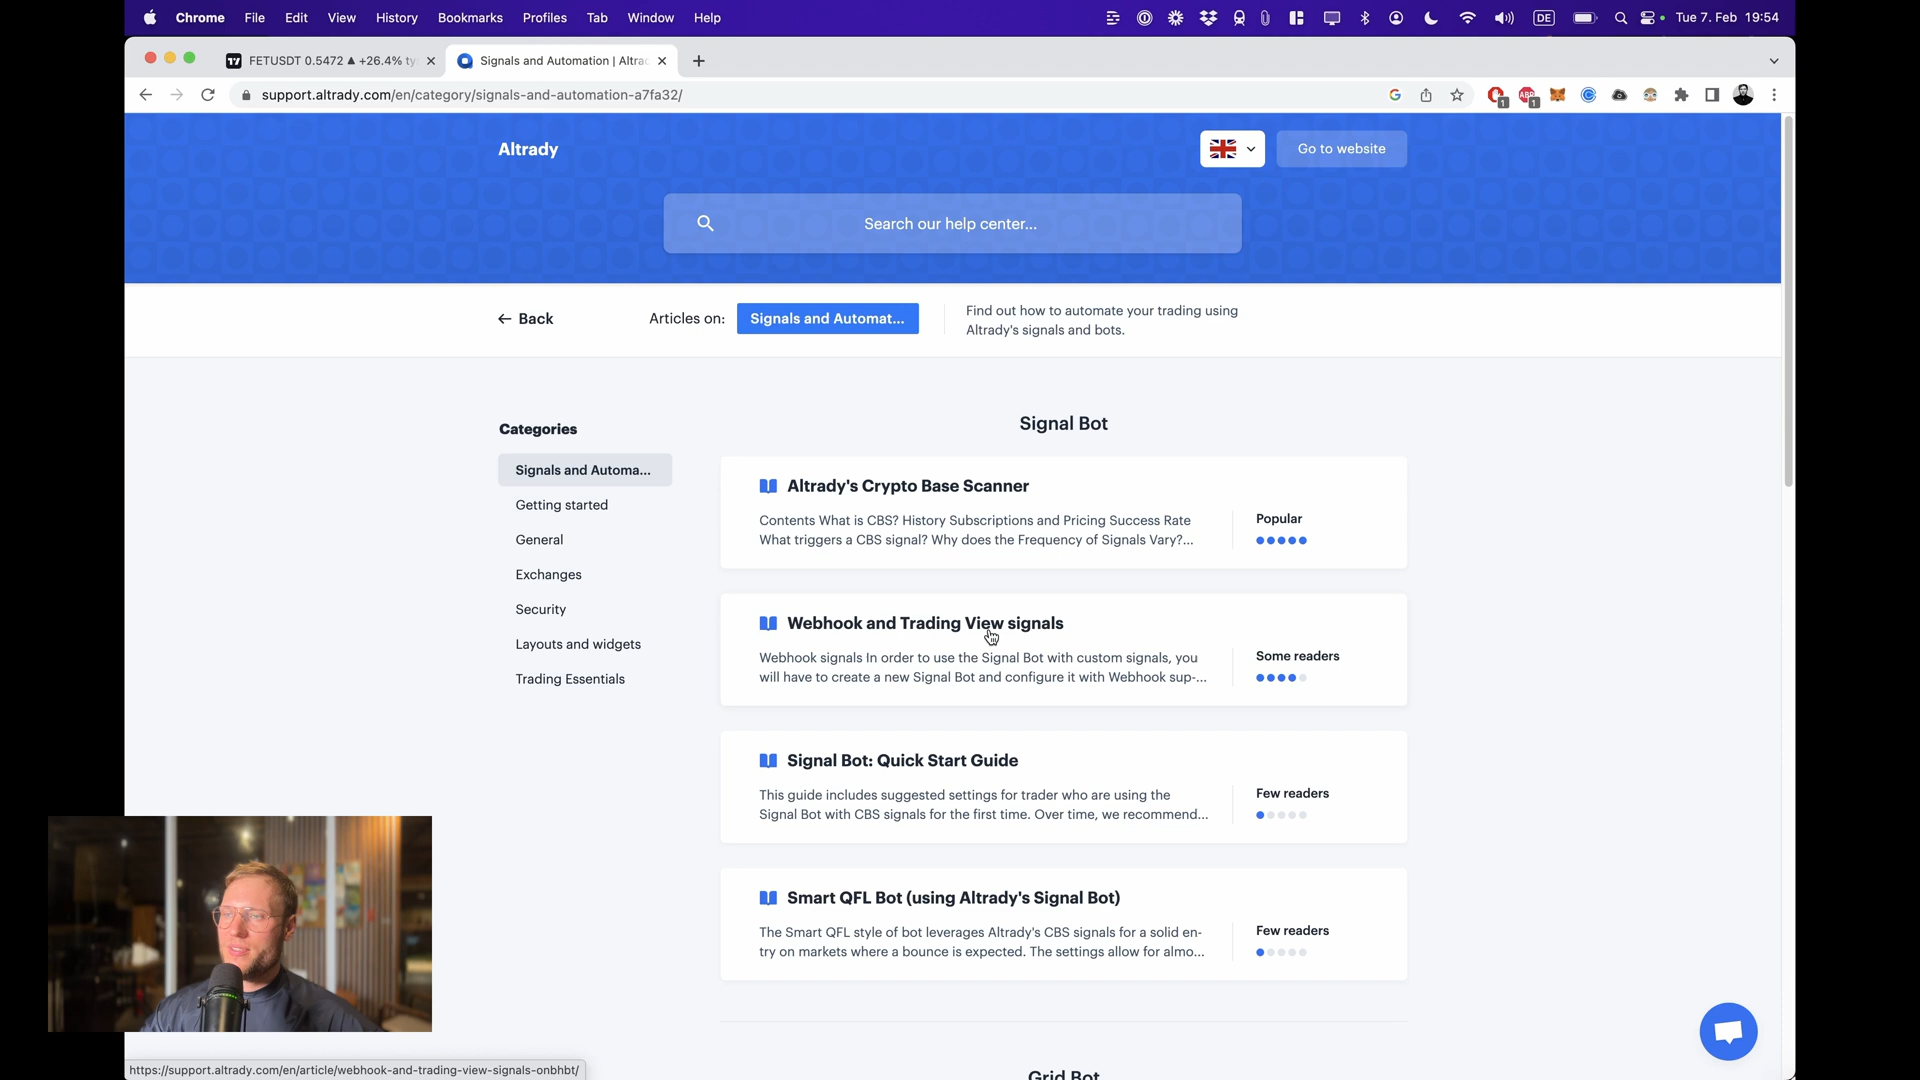 Chrome File Edit View History Bookmarks Profiles Tab Window Help DE Tue 7. Feb 19:54
FETUSDT 0.5472 ▲ +26.4% ty
Signals and Automation | Altrad
support.altrady.com/en/category/signals-and-automation-a7fa32/
1
ABP
1
Altrady
Go to website
Search our help center...
← Back
Articles on:
Signals and Automat...
Find out how to automate your trading using
Altrady's signals and bots.
Categories
Signals and Automa...
Getting started
General
Exchanges
Security
Layouts and widgets
Trading Essentials
Signal Bot
Altrady's Crypto Base Scanner
Contents What is CBS? History Subscriptions and Pricing Success Rate
What triggers a CBS signal? Why does the Frequency of Signals Vary?...
Popular
Webhook and Trading View signals
Webhook signals In order to use the Signal Bot with custom signals, you
will have to create a new Signal Bot and configure it with Webhook sup-...
Some readers
Signal Bot: Quick Start Guide
This guide includes suggested settings for trader who are using the
Signal Bot with CBS signals for the first time. Over time, we recommend...
Few readers
Smart QFL Bot (using Altrady's Signal Bot)
The Smart QFL style of bot leverages Altrady's CBS signals for a solid en-
try on markets where a bounce is expected. The settings allow for almo...
Few readers
Grid Bot
https://support.altrady.com/en/article/webhook-and-trading-view-signals-onbhbt/